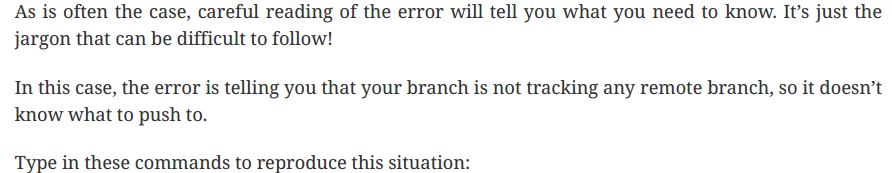 As is often the case, careful reading of the error will tell you what you need to know. It’s just the
jargon that can be difficult to follow!
In this case, the error is telling you that your branch is not tracking any remote branch, so it doesn’t
know what to push to.
Type in these commands to reproduce this situation: